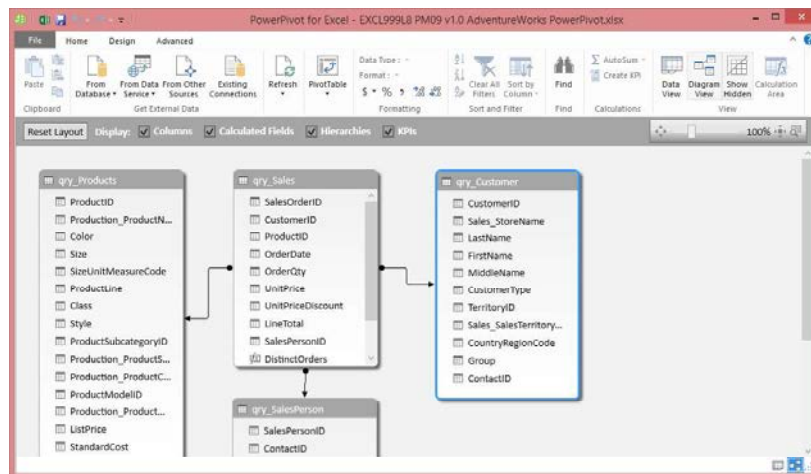 PowerPivot for Excel - EXCL999L8 PM09 v1.0 AdventureWorks PowerPivot.xlsx
File Home Design Advanced
Paste
From Database
From Data Service
From Other Sources
Existing Connections
Refresh
PivotTable
Data Type :
Format :
$ % ,
Clear All Filters
Sort by Column
Find
AutoSum
Create KPI
Data View
Diagram View
Show Hidden
Calculation Area
Clipboard
Get External Data
Formatting
Sort and Filter
Find
Calculations
View
Reset Layout Display: Columns Calculated Fields Hierarchies KPIs 100%
qry_Products
ProductID
Production_ProductN...
Color
Size
SizeUnitMeasureCode
ProductLine
Class
Style
ProductSubcategoryID
Production_ProductS...
Production_ProductC...
ProductModelID
Production_Product...
ListPrice
StandardCost
qry_Sales
SalesOrderID
CustomerID
ProductID
OrderDate
OrderQty
UnitPrice
UnitPriceDiscount
LineTotal
SalesPersonID
DistinctOrders
qry_SalesPerson
SalesPersonID
ContactID
qry_Customer
CustomerID
Sales_StoreName
LastName
FirstName
MiddleName
CustomerType
TerritoryID
Sales_SalesTerritory...
CountryRegionCode
Group
ContactID